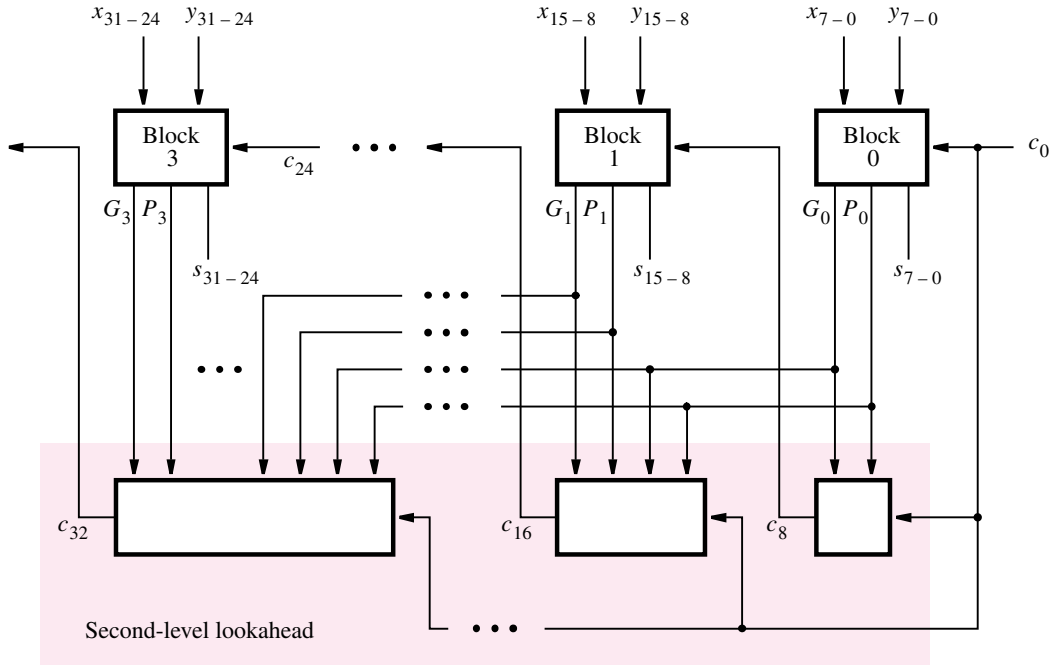 x31 – 24 y31 – 24 x15 – 8 y15 – 8 x7 – 0 y7 – 0
Block
3
c24
• • •
Block
1
Block
0
c0
G3 P3 G1 P1 G0 P0
s31 – 24 s15 – 8 s7 – 0
• • •
• • •
• • •
• • •
• • •
c32 c16 c8
Second-level lookahead • • •